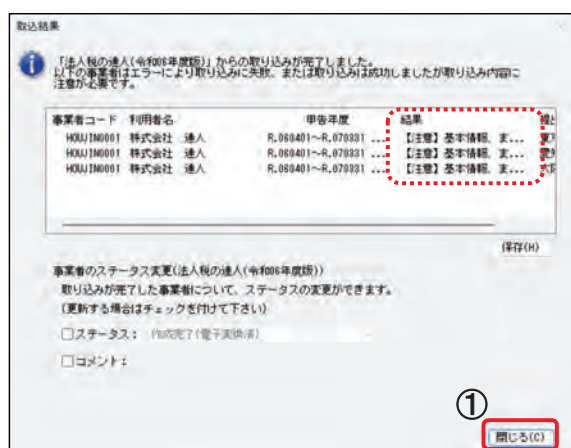 取込結果
「法人税の達人(令和06年度版)」からの取り込みが完了しました。
以下の事業者はエラーにより取り込みに失敗、または取り込みは成功しましたが取り込み内容に
注意が必要です。
事業者コード 利用者名 申告年度 結果
HOUJIN0001 株式会社 達人 R.060401～R.070331 ... 【注意】基本情報、ま...
HOUJIN0001 株式会社 達人 R.060401～R.070331 ... 【注意】基本情報、ま...
HOUJIN0001 株式会社 達人 R.060401～R.070331 ... 【注意】基本情報、ま...
保存(H)
事業者のステータス変更(法人税の達人(令和06年度版))
取り込みが完了した事業者について、ステータスの変更ができます。
(更新する場合はチェックを付けて下さい)
ステータス： 作成完了(電子変換済)
コメント：
①
閉じる(C)